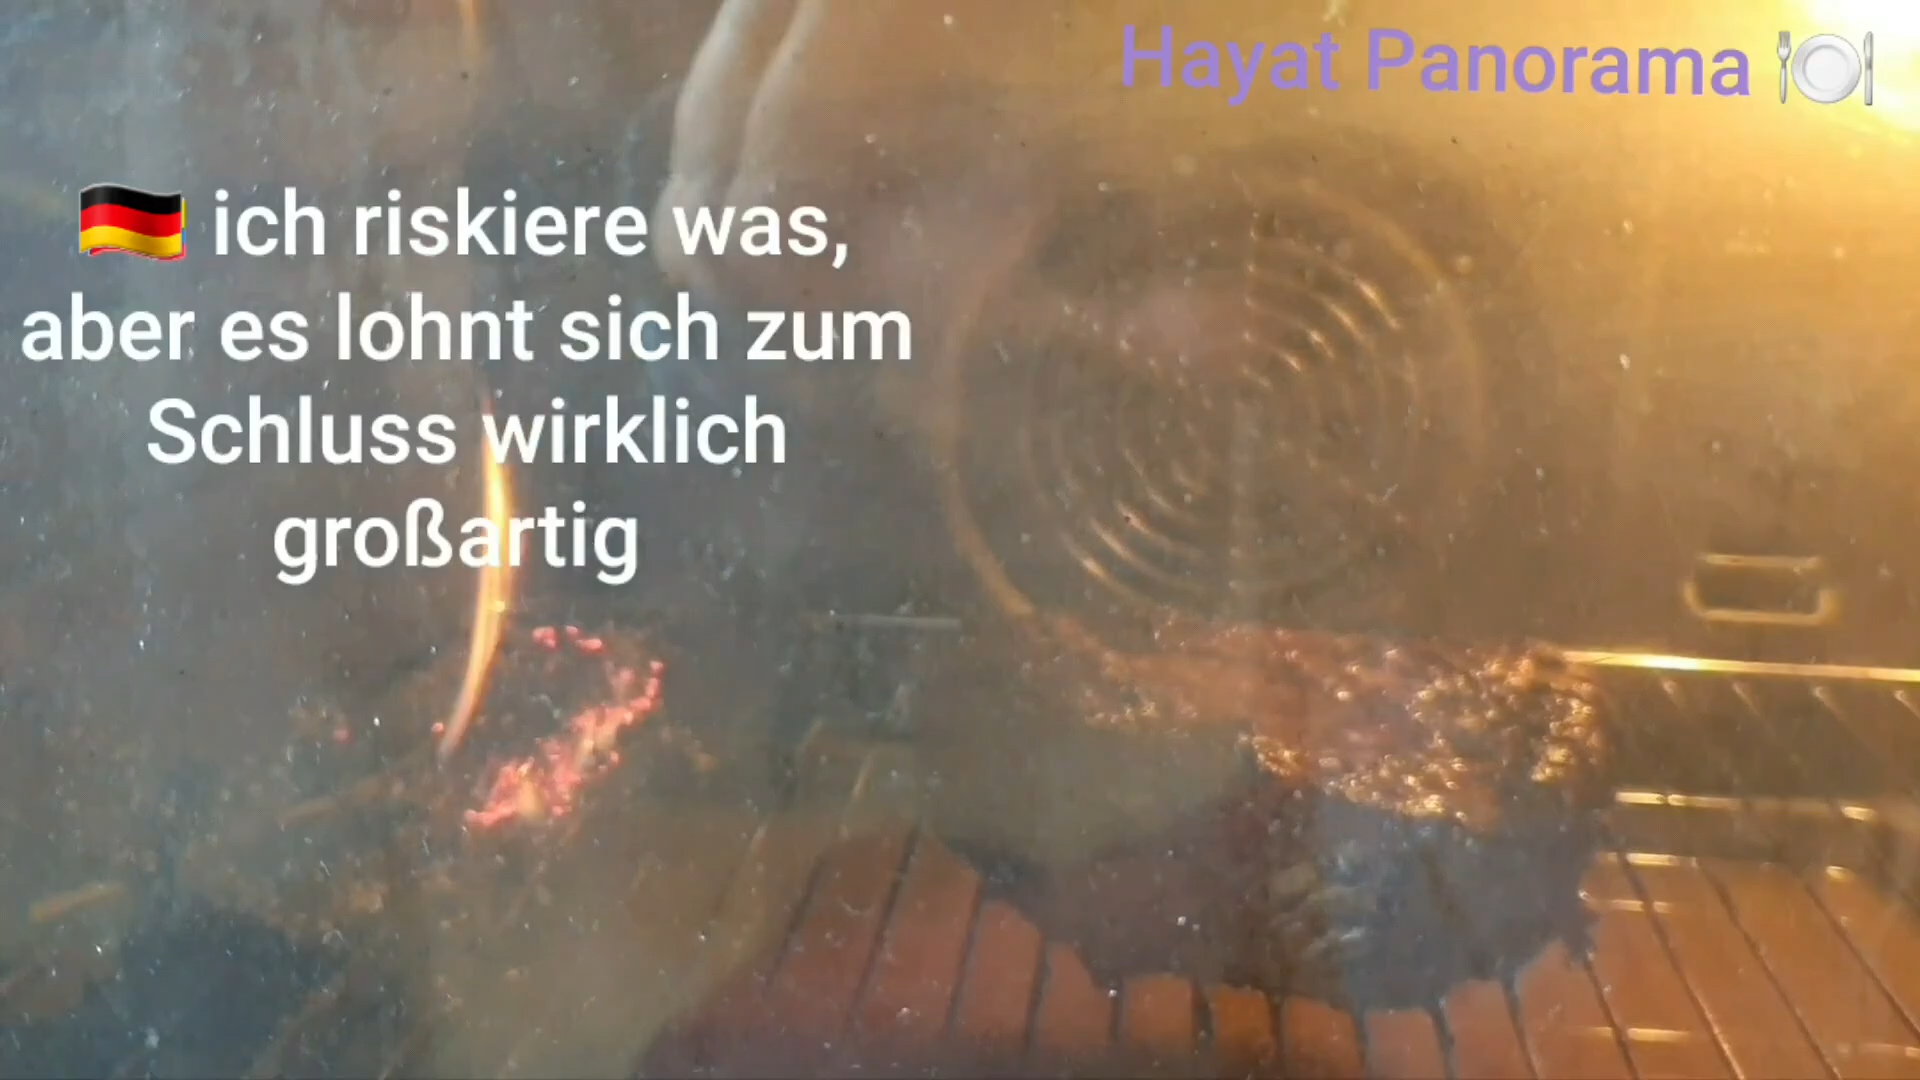 Hayat Panorama 🍽️
🇩🇪 ich riskiere was,
aber es lohnt sich zum
Schluss wirklich
großartig